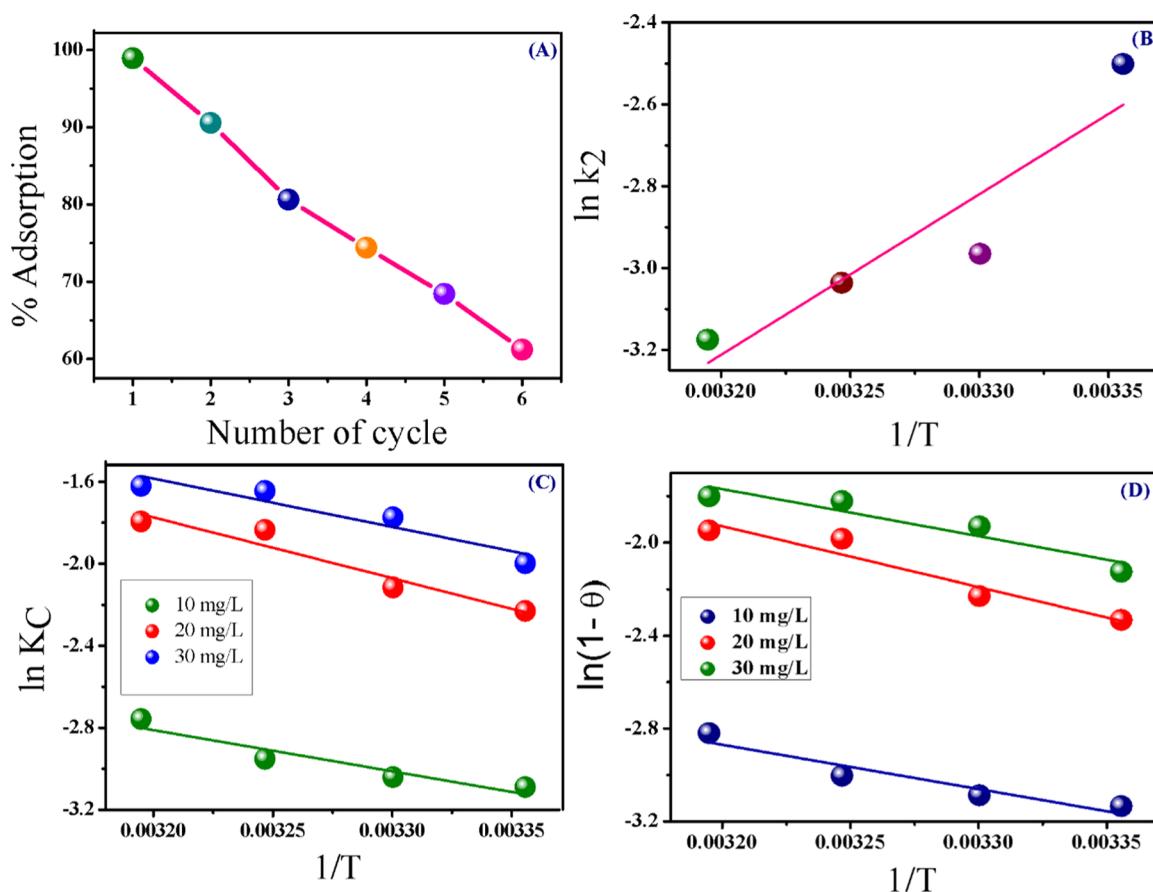 (A)
% Adsorption
100
90
80
70
60
1 2 3 4 5 6
Number of cycle
(B)
ln k2
-2.4
-2.6
-2.8
-3.0
-3.2
0.00320 0.00325 0.00330 0.00335
1/T
(C)
ln KC
-1.6
-2.0
-2.4
-2.8
-3.2
10 mg/L
20 mg/L
30 mg/L
0.00320 0.00325 0.00330 0.00335
1/T
(D)
ln(1- θ)
-2.0
-2.4
-2.8
-3.2
10 mg/L
20 mg/L
30 mg/L
0.00320 0.00325 0.00330 0.00335
1/T